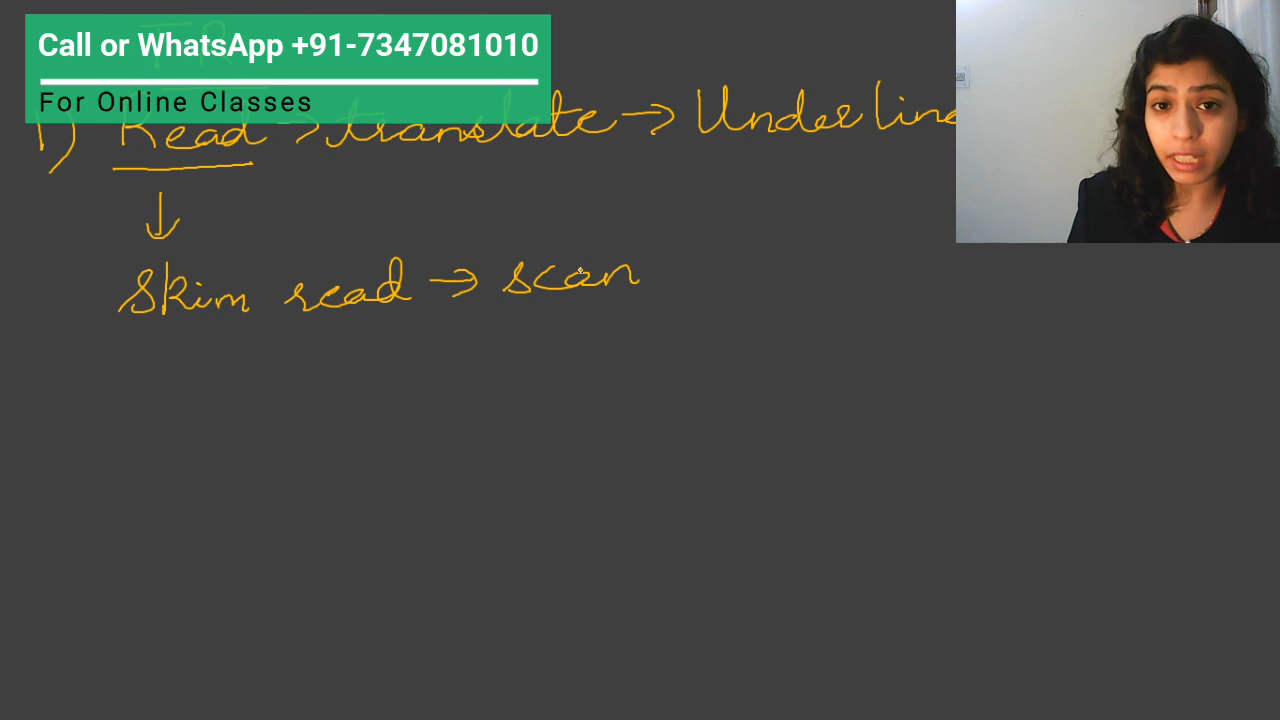 Call or WhatsApp +91-7347081010
For Online Classes
1) Read → translate → Underline
↓
Skim read → scan